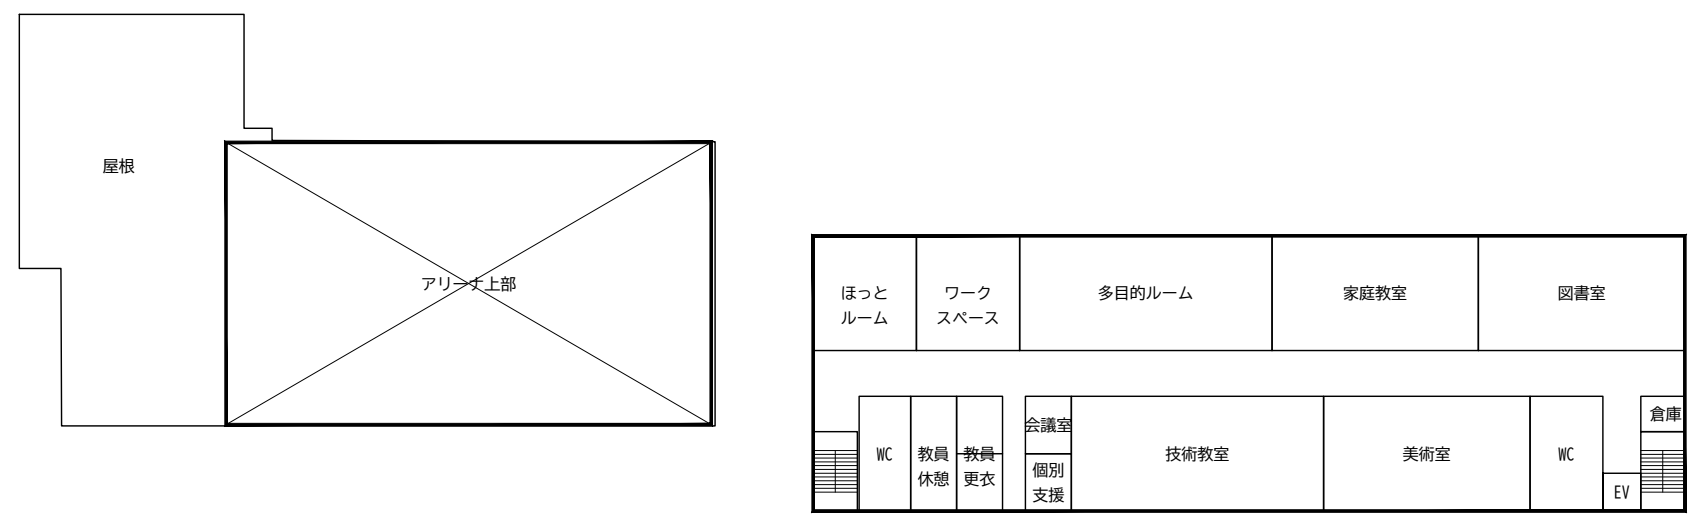 屋根
アリーナ上部
ほっと
ルーム
ワーク
スペース
多目的ルーム
家庭教室
図書室
WC
教員
休憩
教員
更衣
会議室
個別
支援
技術教室
美術室
WC
EV
倉庫